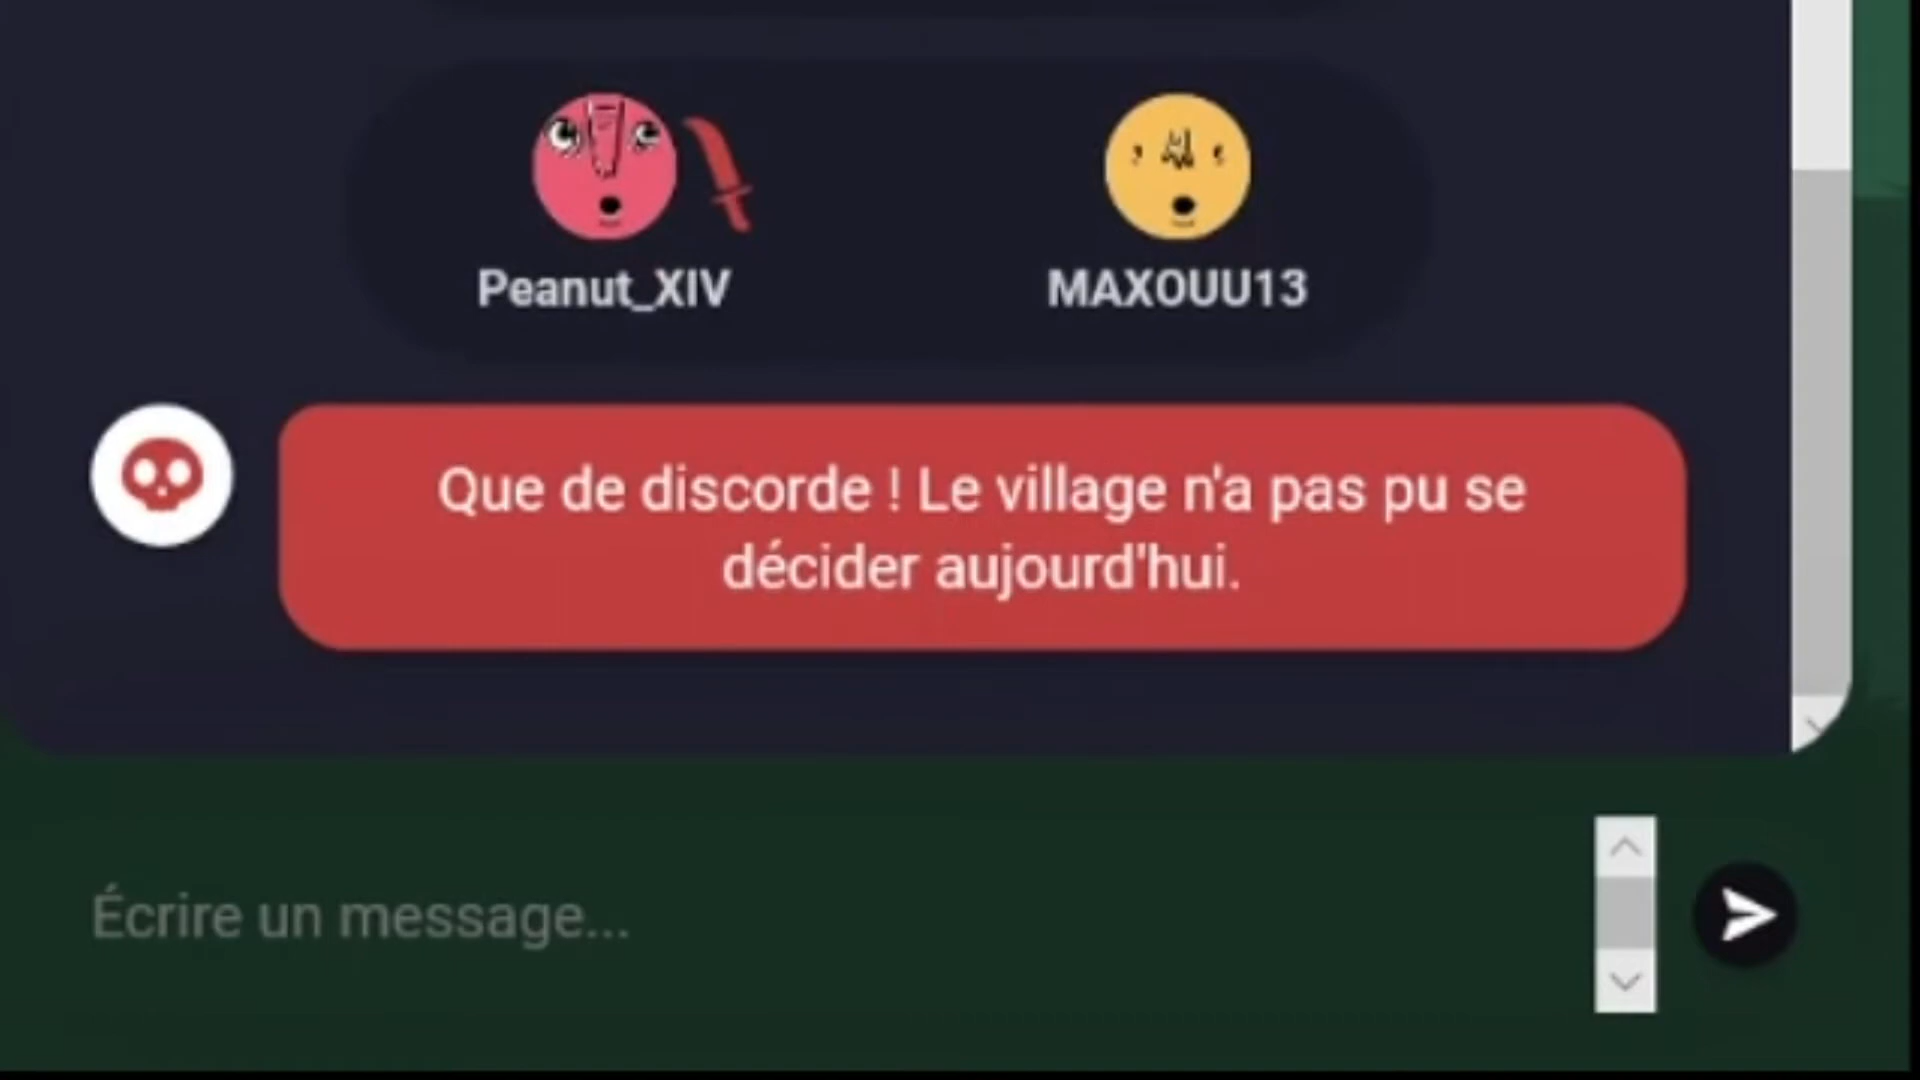 Peanut_XIV
MAXOUU13
Que de discorde ! Le village n'a pas pu se
décider aujourd'hui.
Écrire un message...